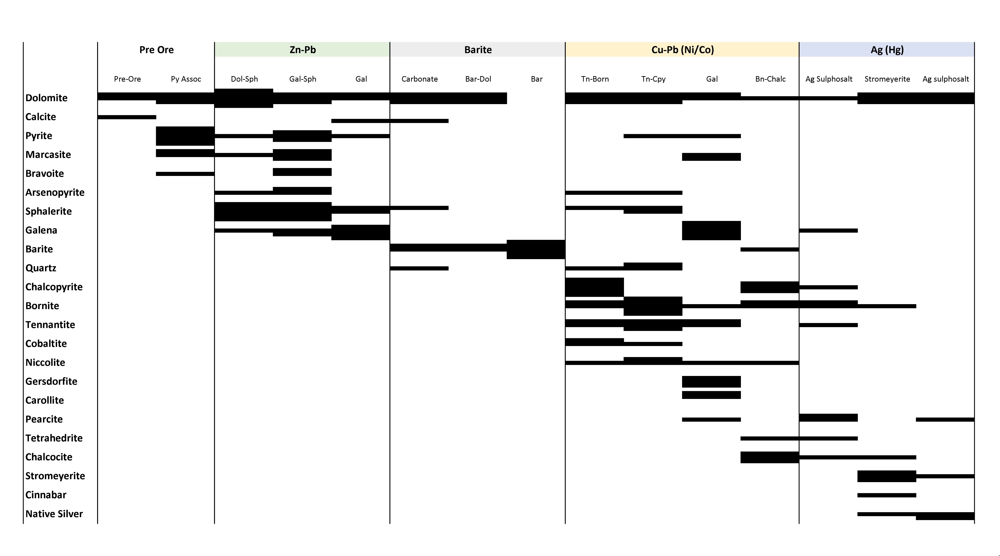 Pre Ore Zn-Pb Barite Cu-Pb (Ni/Co) Ag (Hg)
Pre-Ore Py Assoc Dol-Sph Gal-Sph Gal Carbonate Bar-Dol Bar Tn-Born Tn-Cpy Gal Bn-Chalc Ag Sulphosalt Stromeyerite Ag sulphosalt
Dolomite
Calcite
Pyrite
Marcasite
Bravoite
Arsenopyrite
Sphalerite
Galena
Barite
Quartz
Chalcopyrite
Bornite
Tennantite
Cobaltite
Niccolite
Gersdorfite
Carollite
Pearcite
Tetrahedrite
Chalcocite
Stromeyerite
Cinnabar
Native Silver